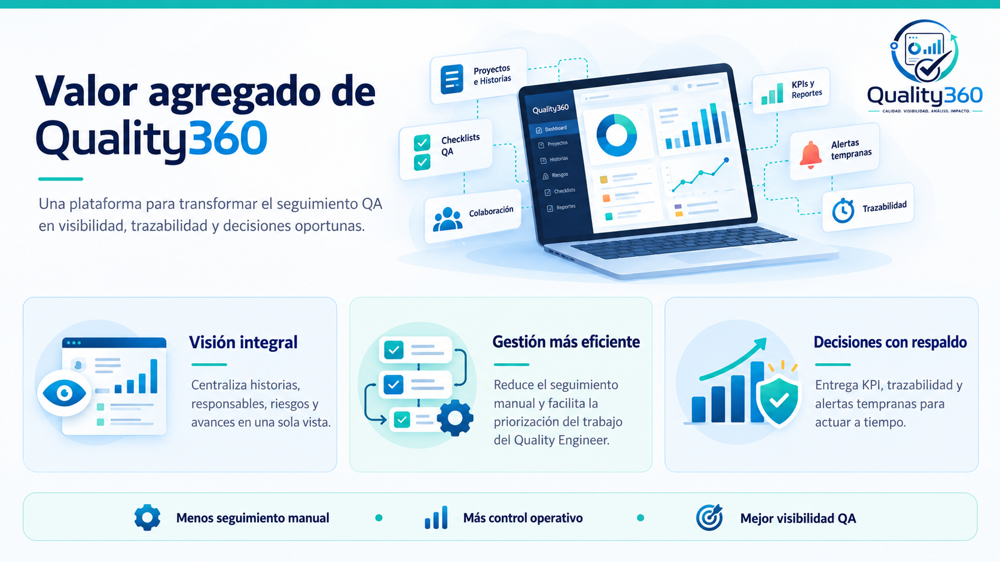 Valor agregado de
Quality360
Una plataforma para transformar el seguimiento QA
en visibilidad, trazabilidad y decisiones oportunas.
Proyectos
e Historias
Checklists
QA
Colaboración
Quality360
Dashboard
Proyectos
Historias
Riesgos
Checklists
Reportes
KPIs y
Reportes
Alertas
tempranas
Trazabilidad
Quality360
CALIDAD. VISIBILIDAD. ANÁLISIS. IMPACTO.
Visión integral
Centraliza historias,
responsables, riesgos y
avances en una sola vista.
Gestión más eficiente
Reduce el seguimiento
manual y facilita la
priorización del trabajo
del Quality Engineer.
Decisiones con respaldo
Entrega KPI, trazabilidad y
alertas tempranas para
actuar a tiempo.
Menos seguimiento manual
Más control operativo
Mejor visibilidad QA